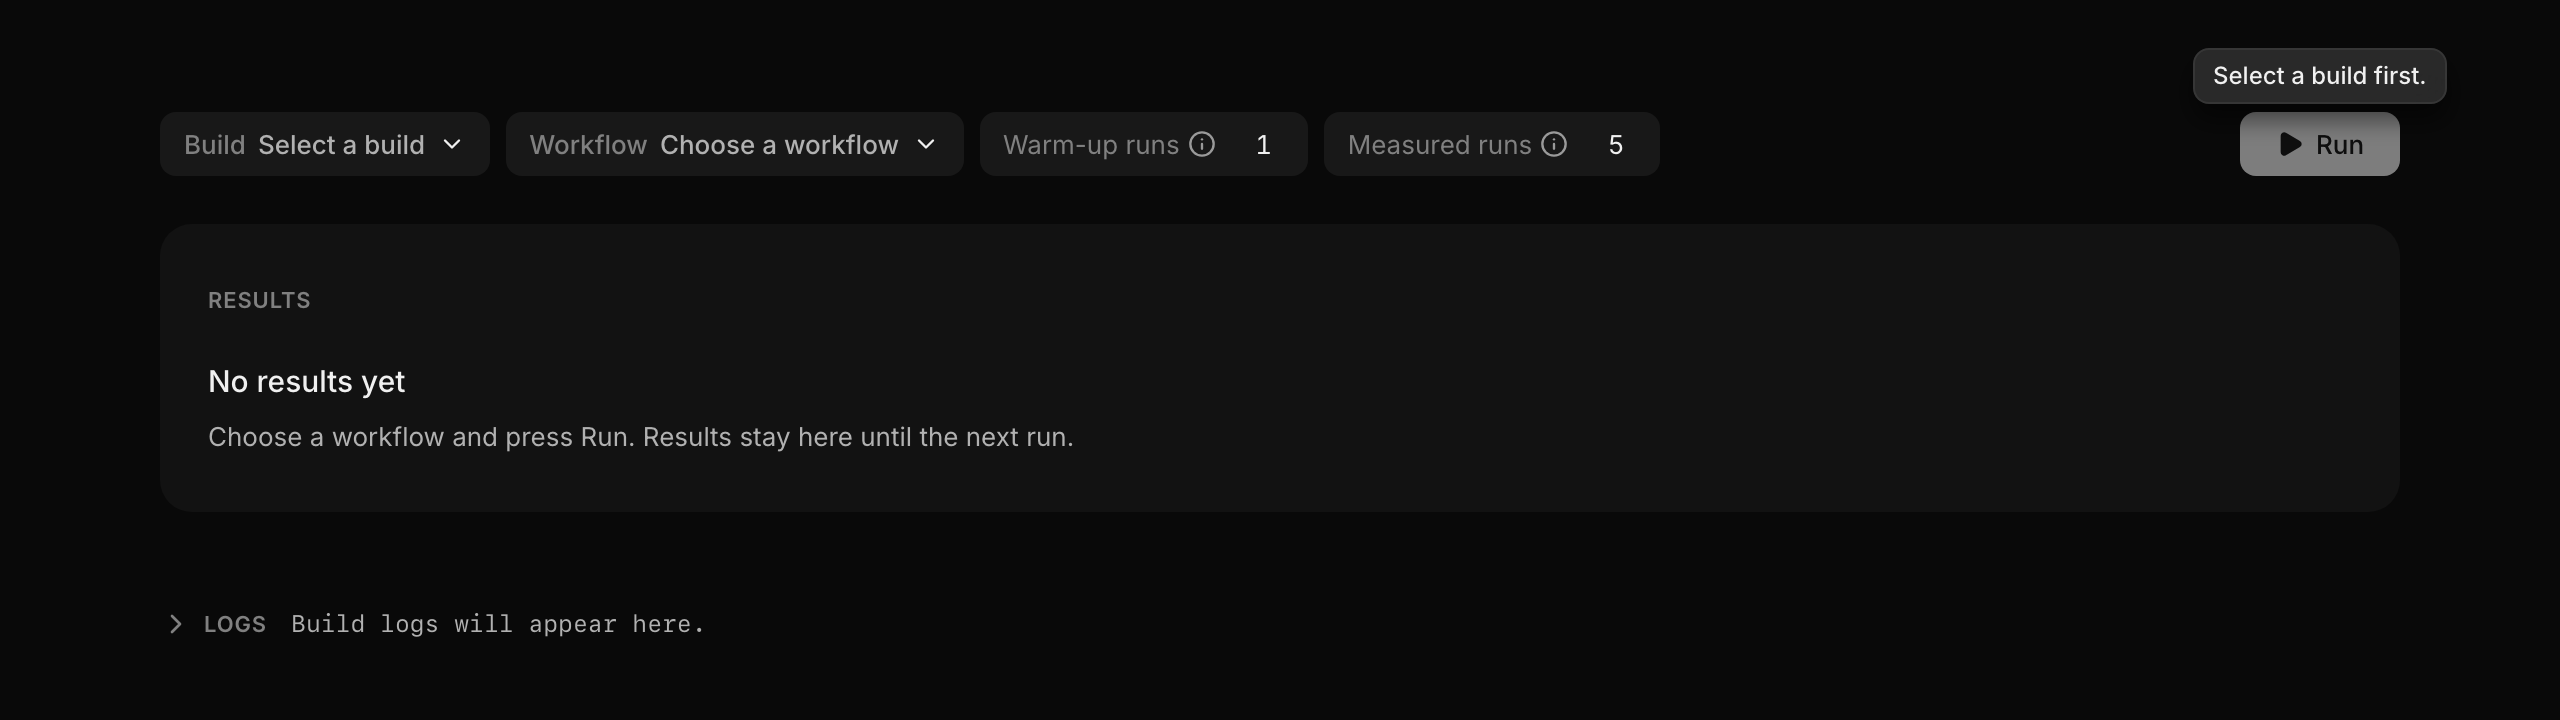 Select a build first.
Build Select a build Workflow Choose a workflow Warm-up runs 1 Measured runs 5 Run
RESULTS
No results yet
Choose a workflow and press Run. Results stay here until the next run.
LOGS Build logs will appear here.